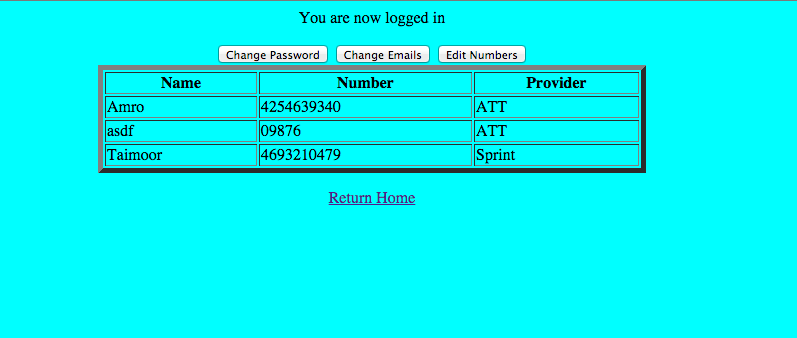 You are now logged in
Change Password Change Emails Edit Numbers
Name Number Provider
Amro 4254639340 ATT
asdf 09876 ATT
Taimoor 4693210479 Sprint
Return Home